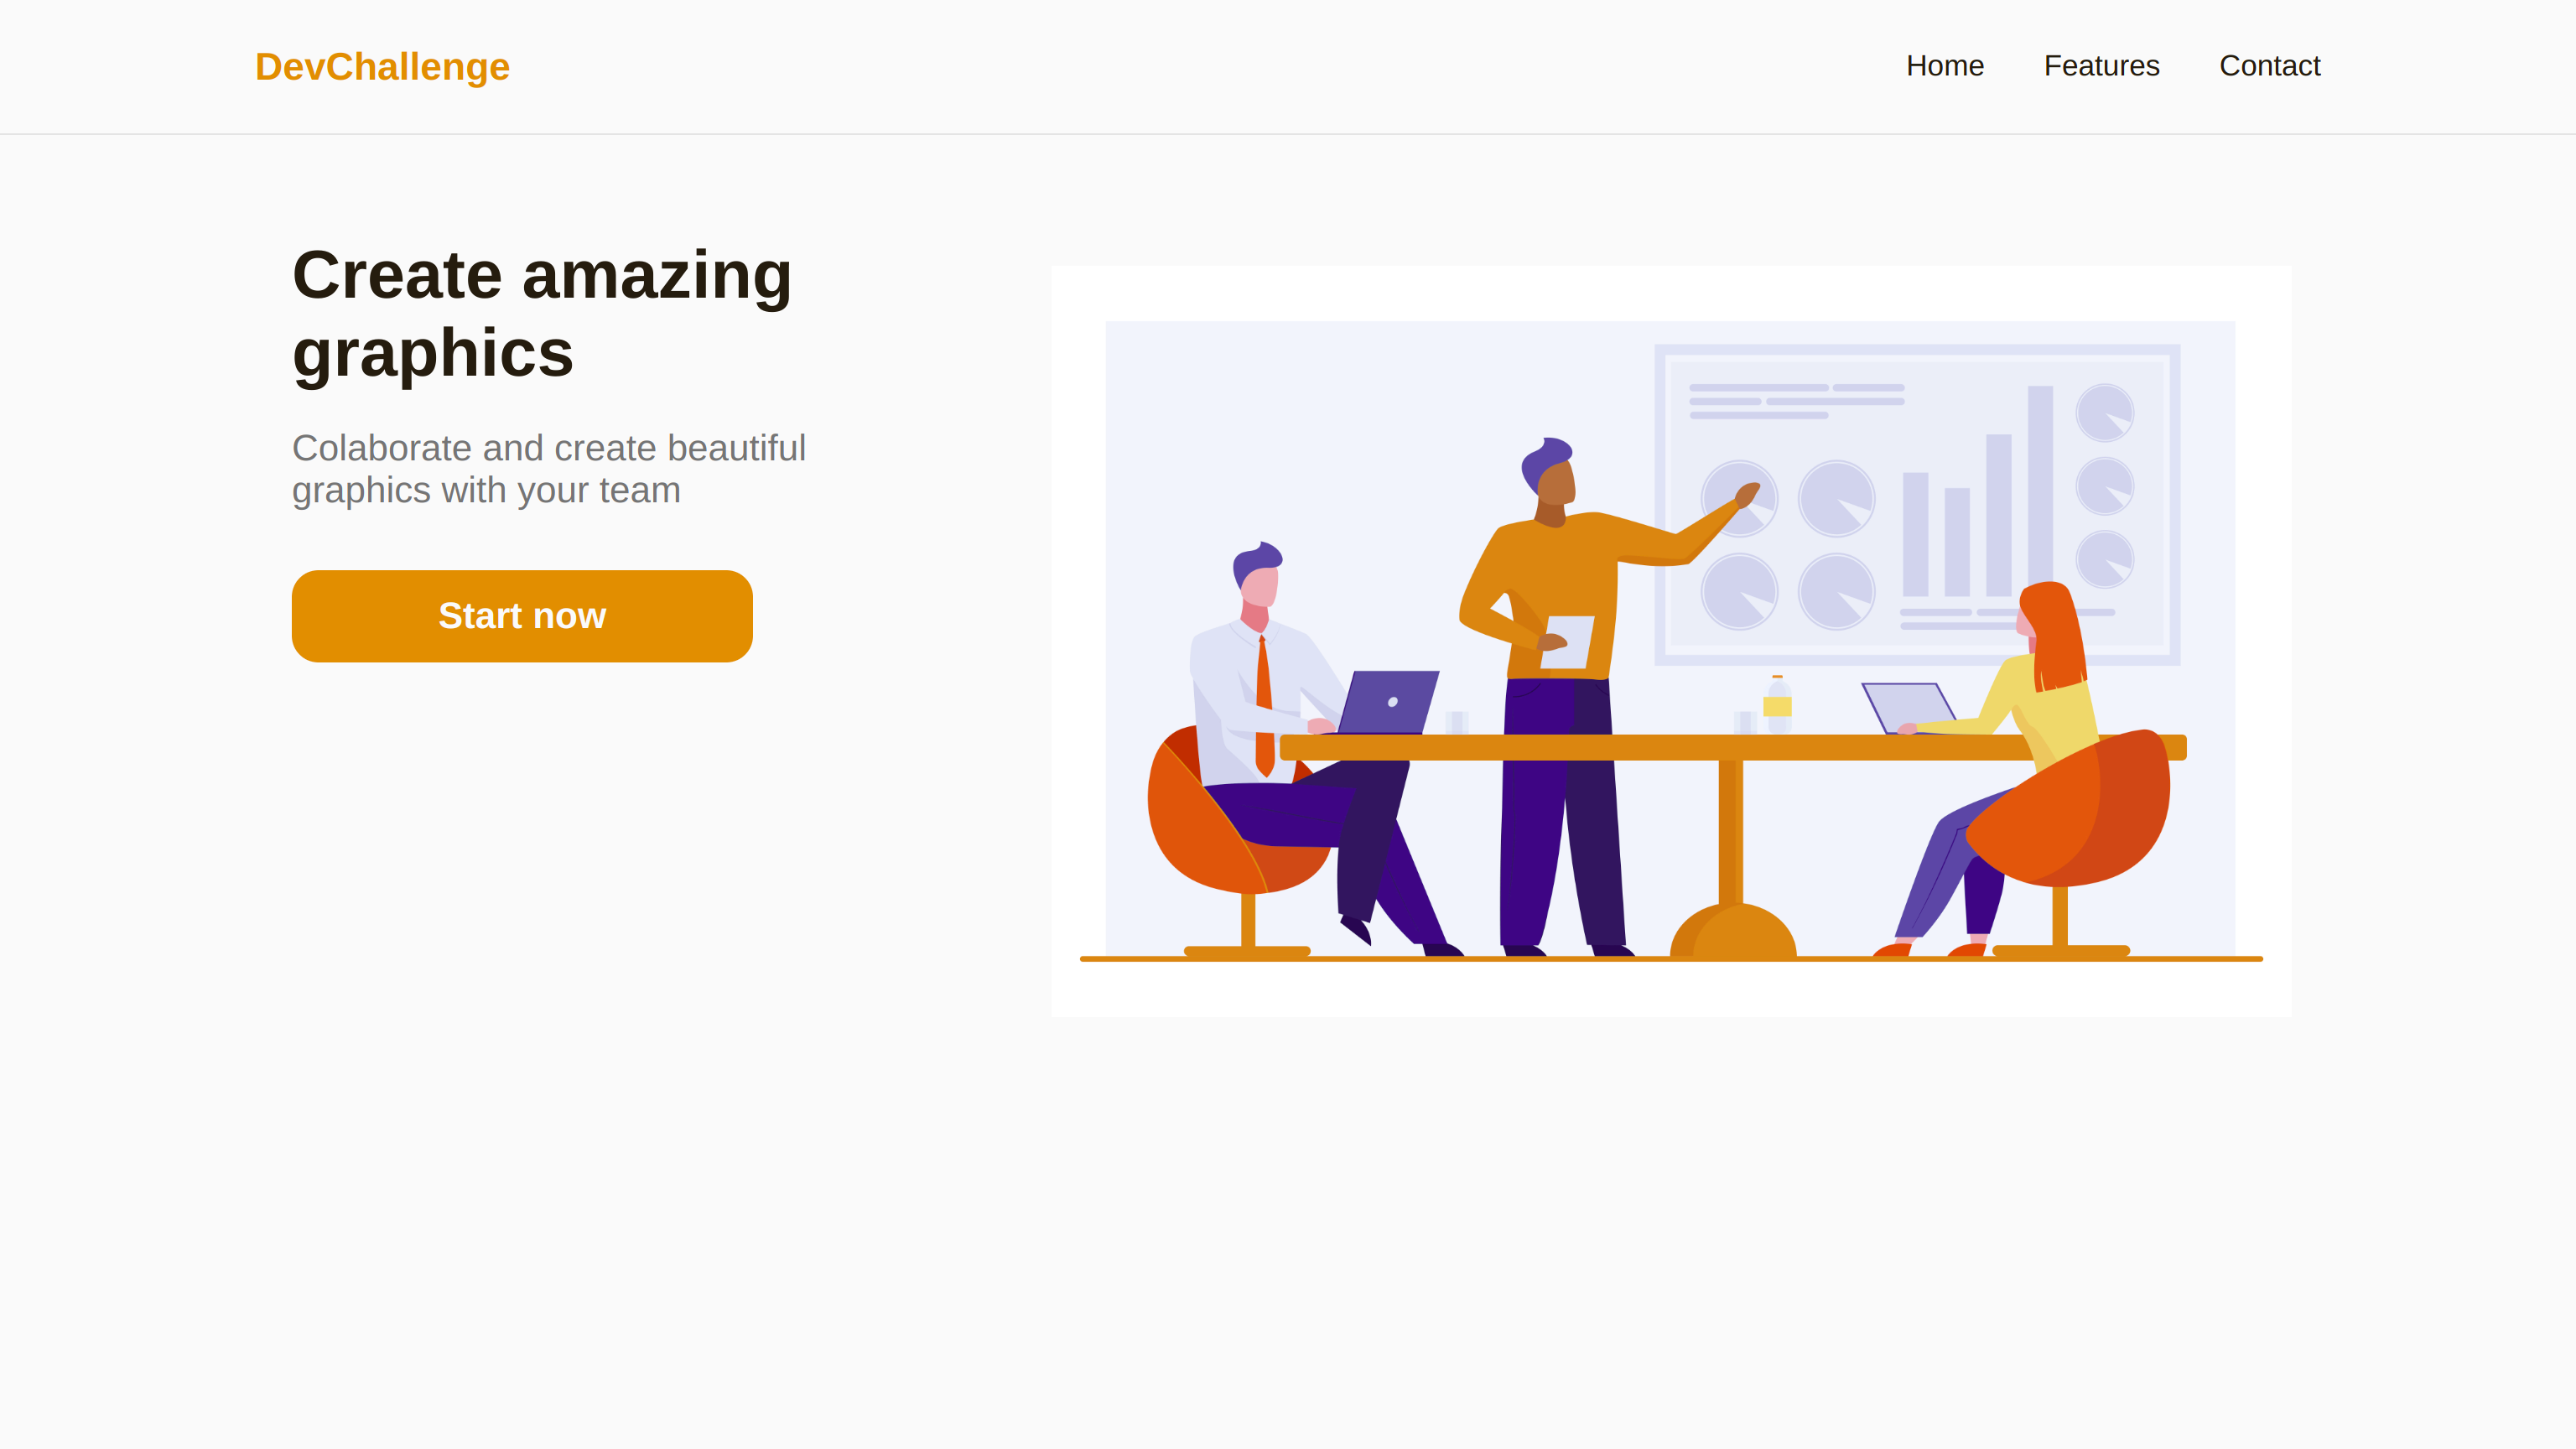 DevChallenge
Home
Features
Contact
Create amazing
graphics
Colaborate and create beautiful
graphics with your team
Start now